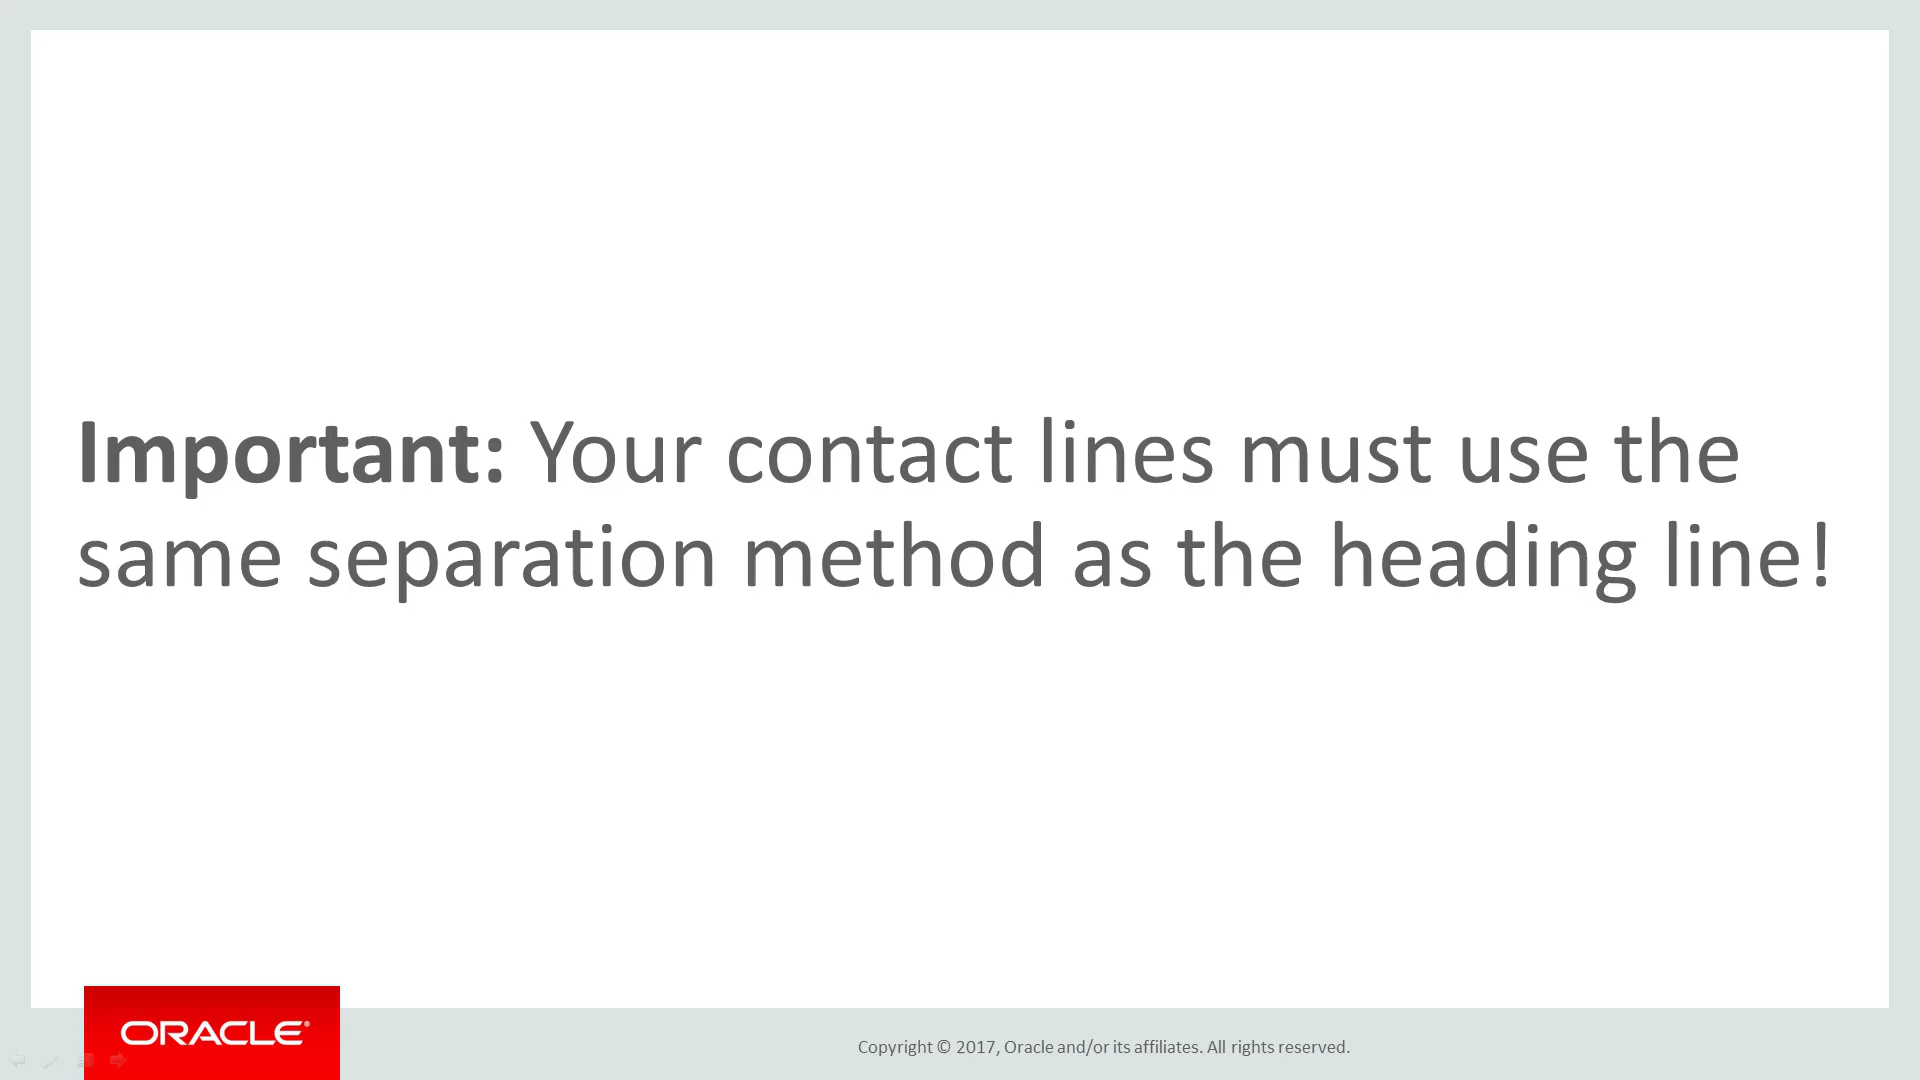 Important: Your contact lines must use the
same separation method as the heading line!
ORACLE®
Copyright © 2017, Oracle and/or its affiliates. All rights reserved.